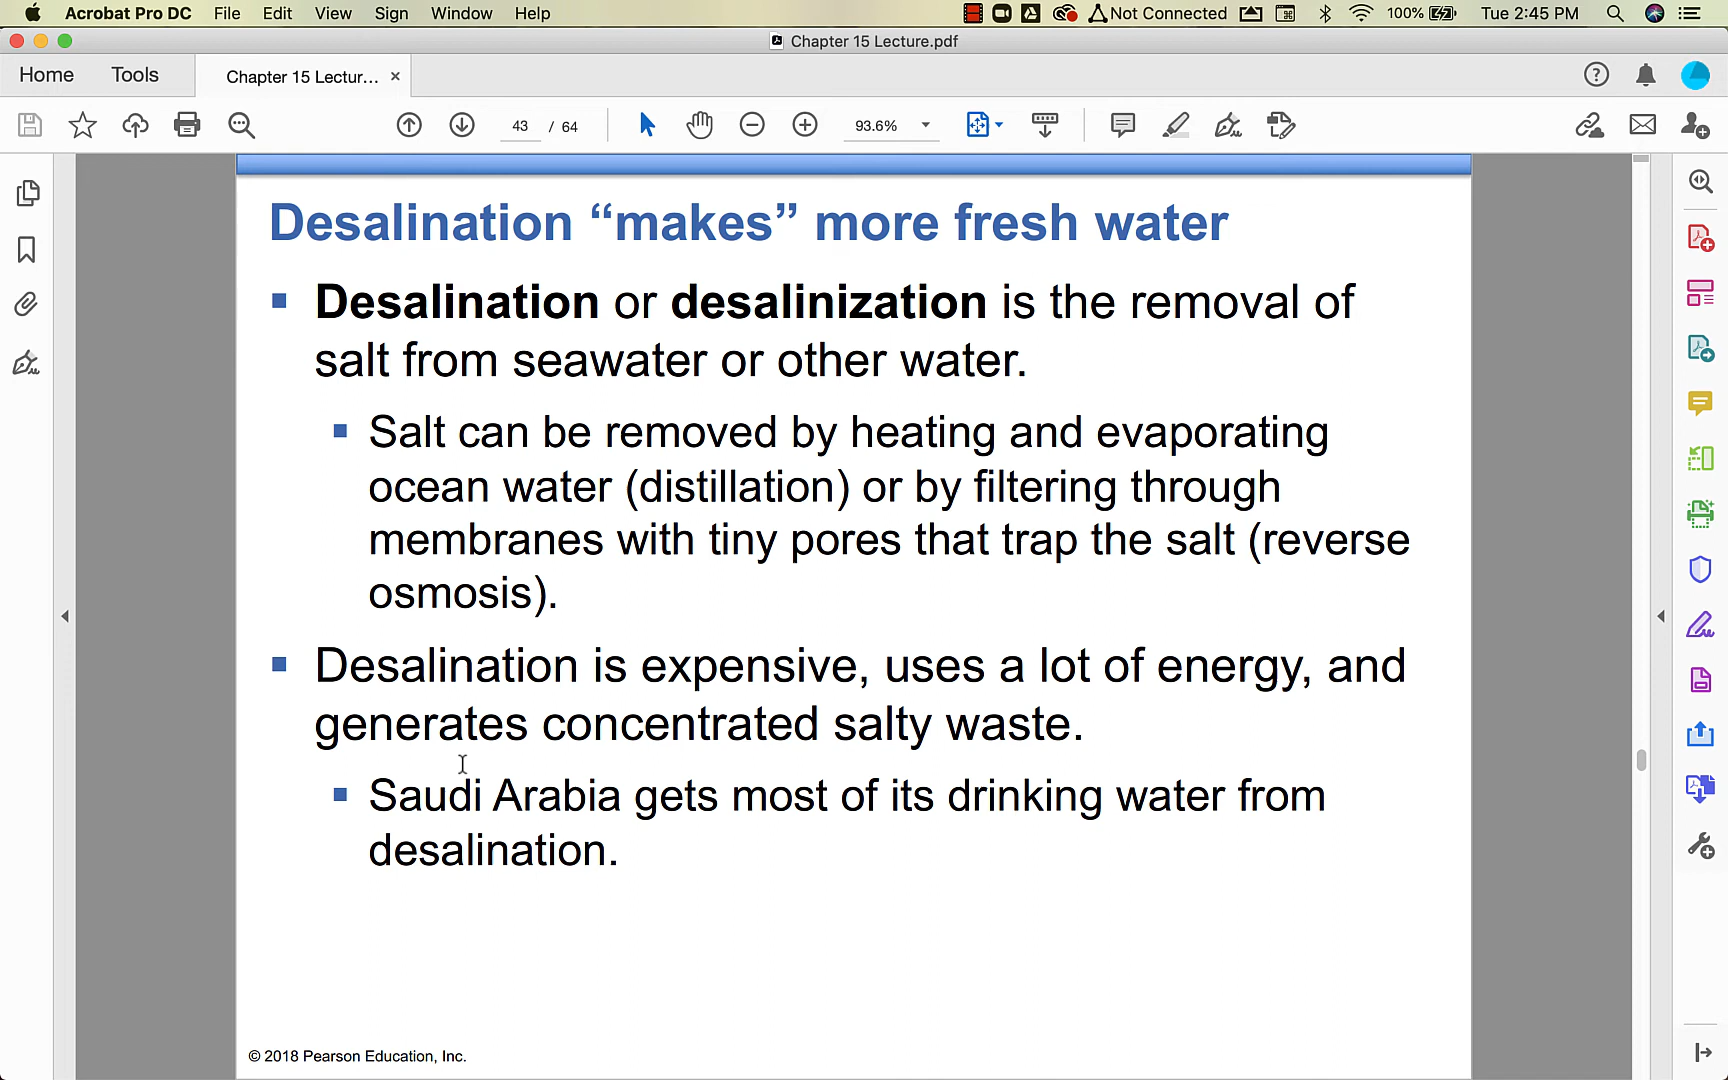 Acrobat Pro DC File Edit View Sign Window Help Not Connected 100% Tue 2:45 PM
Chapter 15 Lecture.pdf
Home Tools Chapter 15 Lectur... ×
43 / 64 93.6%
Desalination “makes” more fresh water
Desalination or desalinization is the removal of
salt from seawater or other water.
Salt can be removed by heating and evaporating
ocean water (distillation) or by filtering through
membranes with tiny pores that trap the salt (reverse
osmosis).
Desalination is expensive, uses a lot of energy, and
generates concentrated salty waste.
Saudi Arabia gets most of its drinking water from
desalination.
© 2018 Pearson Education, Inc.